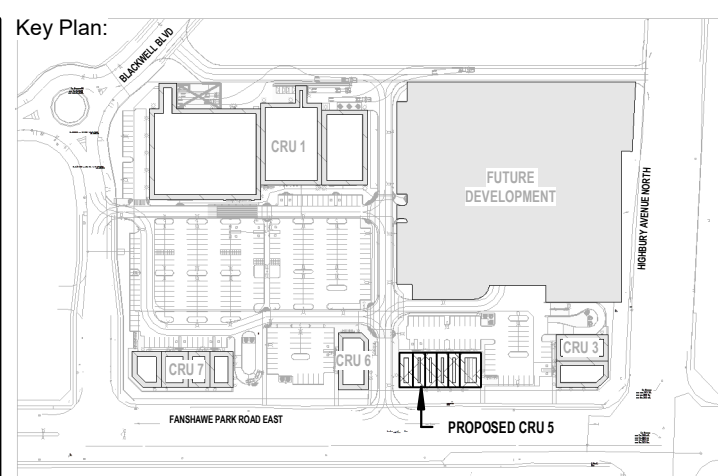 Key Plan:
BLACKWELL BLVD
CRU 1
FUTURE
DEVELOPMENT
HIGHBURY AVENUE NORTH
CRU 7
CRU 6
CRU 3
FANSHAWE PARK ROAD EAST
PROPOSED CRU 5